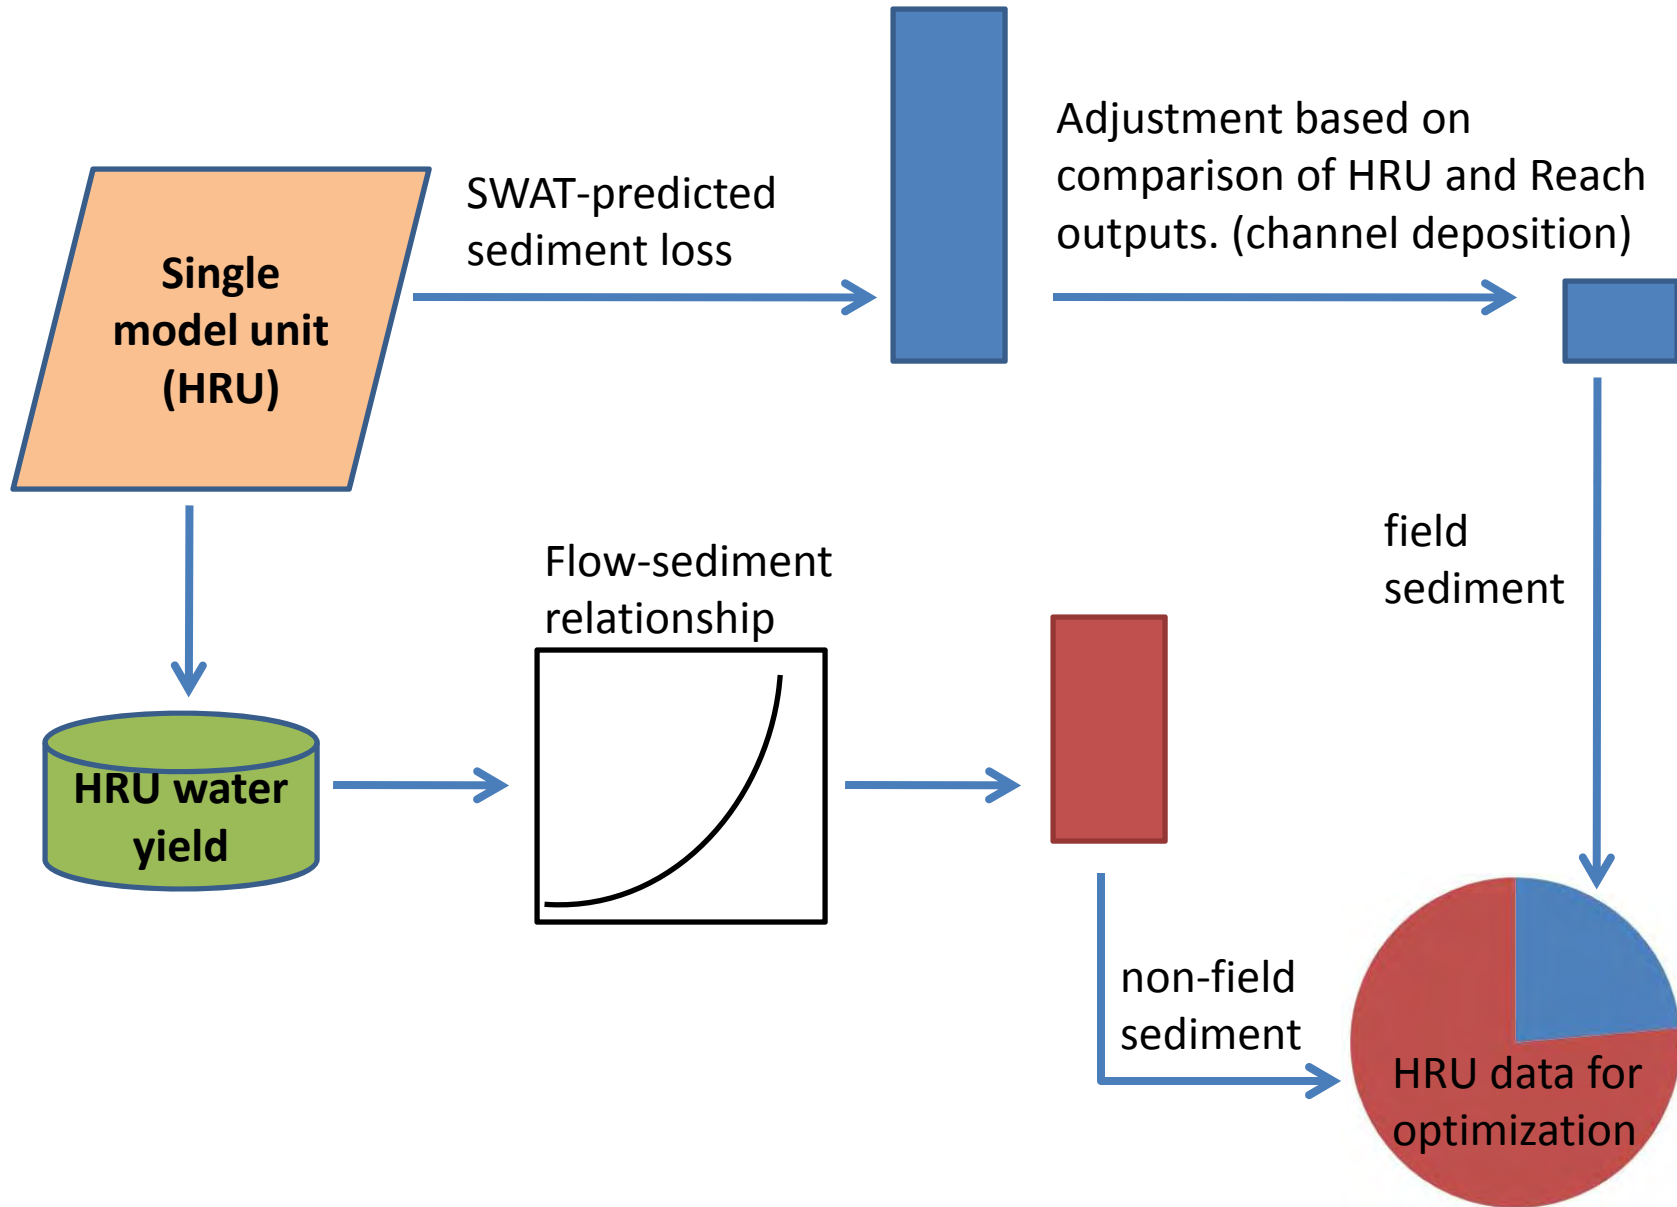 Single
model unit
(HRU)
SWAT-predicted
sediment loss
Adjustment based on
comparison of HRU and Reach
outputs. (channel deposition)
field
sediment
Flow-sediment
relationship
HRU water
yield
non-field
sediment
HRU data for
optimization